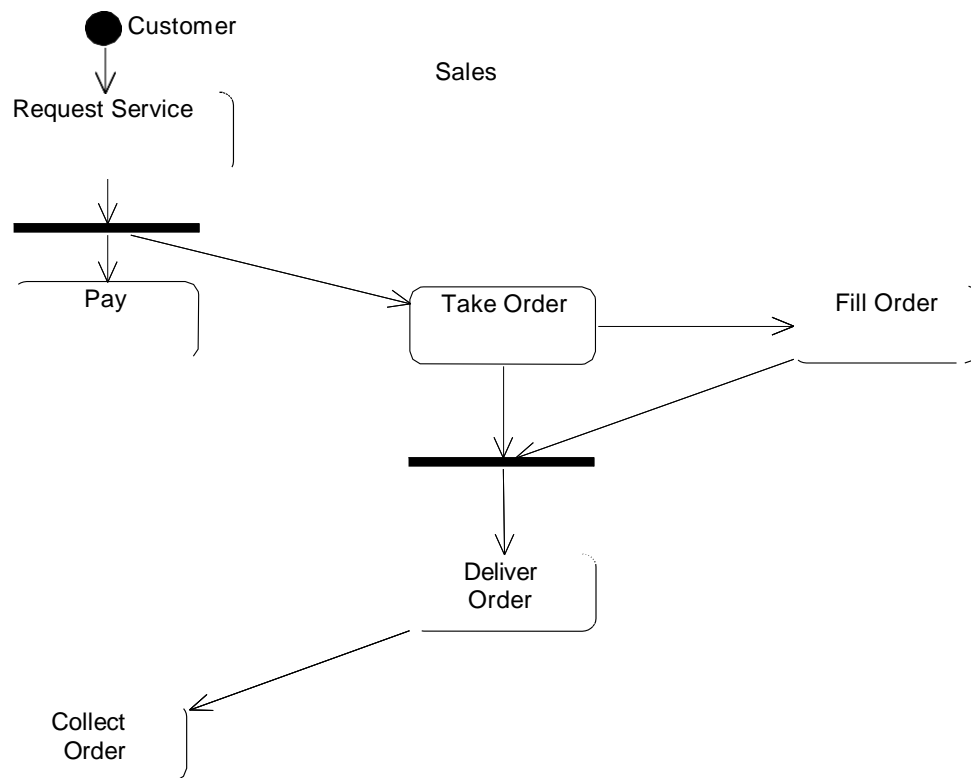 Customer
Sales
Request Service
Pay
Take Order
Fill Order
Deliver
Order
Collect
Order